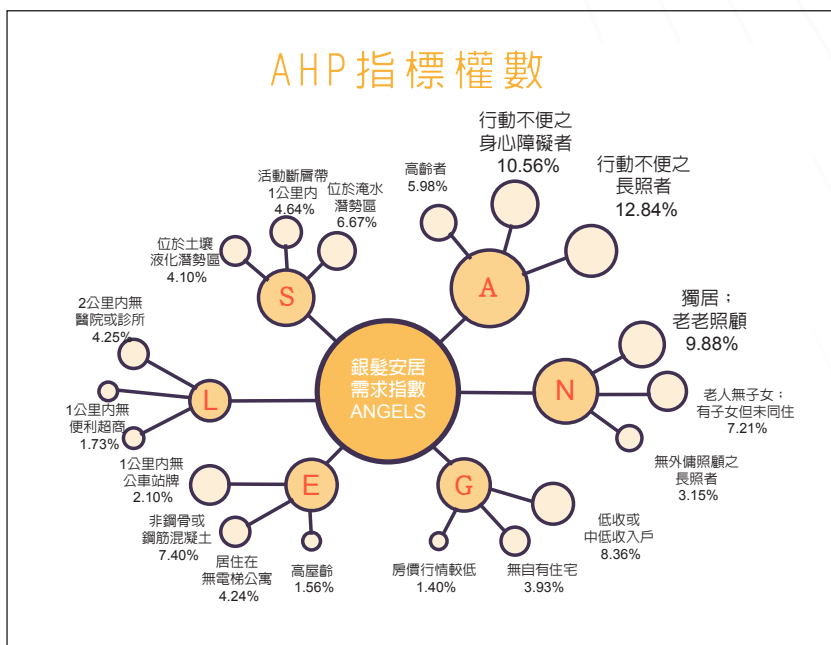 AHP指標權數
行動不便之
身心障礙者
10.56%
高齡者
5.98%
行動不便之
長照者
12.84%
活動斷層帶
1公里內
4.64%
位於淹水
潛勢區
6.67%
位於土壤
液化潛勢區
4.10%
S
A
2公里內無
醫院或診所
4.25%
獨居；
老老照顧
9.88%
銀髮安居
需求指數
ANGELS
L
N
1公里內無
便利超商
1.73%
老人無子女；
有子女但未同住
7.21%
1公里內無
公車站牌
2.10%
E
G
無外傭照顧之
長照者
3.15%
非鋼骨或
鋼筋混凝土
7.40%
居住在
無電梯公寓
4.24%
高屋齡
1.56%
房價行情較低
1.40%
無自有住宅
3.93%
低收或
中低收入戶
8.36%